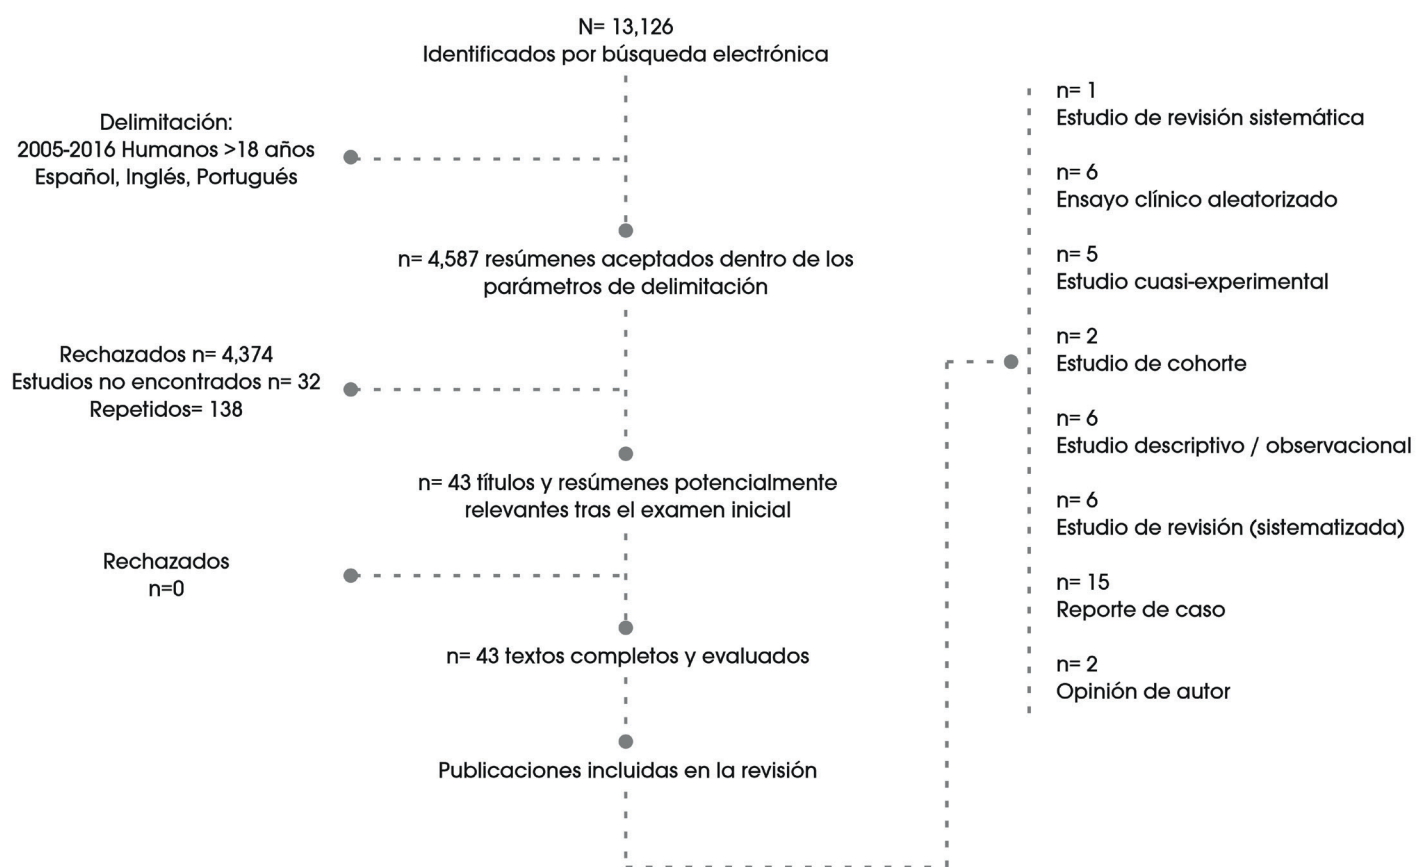 N= 13,126
Identificados por búsqueda electrónica
Delimitación:
2005-2016 Humanos >18 años
Español, Inglés, Portugués
n= 4,587 resúmenes aceptados dentro de los
parámetros de delimitación
Rechazados n= 4,374
Estudios no encontrados n= 32
Repetidos= 138
n= 43 títulos y resúmenes potencialmente
relevantes tras el examen inicial
Rechazados
n=0
n= 43 textos completos y evaluados
Publicaciones incluidas en la revisión
n= 1
Estudio de revisión sistemática
n= 6
Ensayo clínico aleatorizado
n= 5
Estudio cuasi-experimental
n= 2
Estudio de cohorte
n= 6
Estudio descriptivo / observacional
n= 6
Estudio de revisión (sistematizada)
n= 15
Reporte de caso
n= 2
Opinión de autor